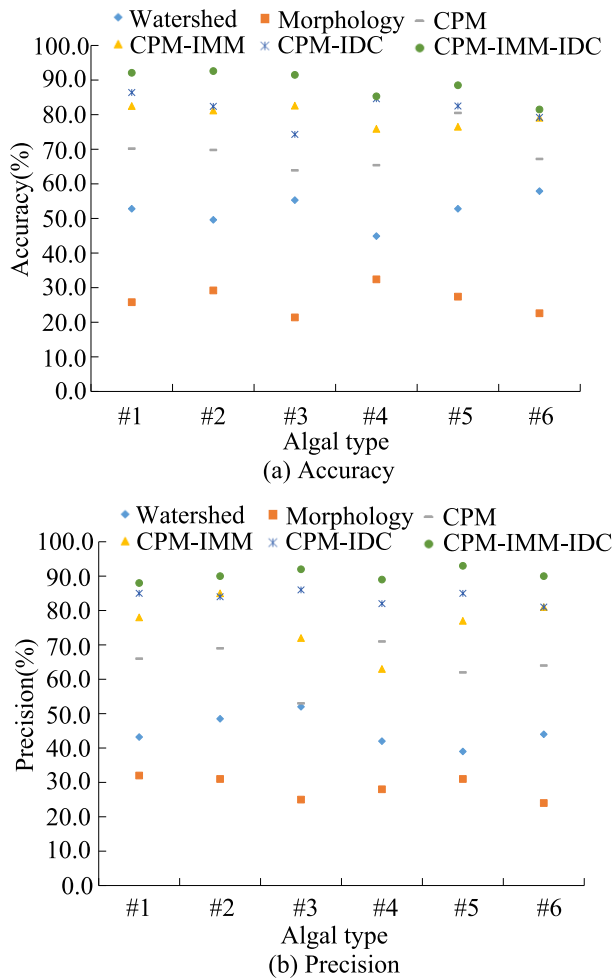 Watershed Morphology CPM
CPM-IMM CPM-IDC CPM-IMM-IDC
100.0
90.0
80.0
70.0
60.0
50.0
40.0
30.0
20.0
10.0
0.0
Accuracy(%)
#1 #2 #3 #4 #5 #6
Algal type
(a) Accuracy
Watershed Morphology CPM
CPM-IMM CPM-IDC CPM-IMM-IDC
100.0
90.0
80.0
70.0
60.0
50.0
40.0
30.0
20.0
10.0
0.0
Precision(%)
#1 #2 #3 #4 #5 #6
Algal type
(b) Precision